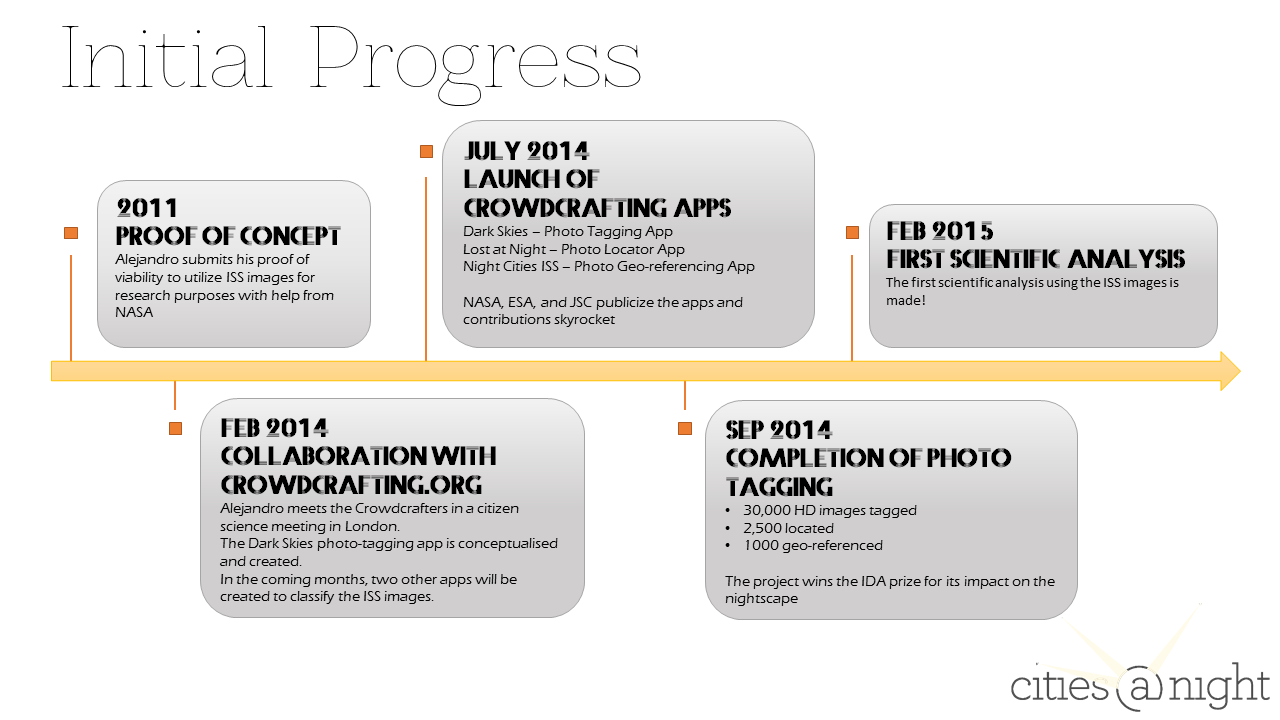 Initial Progress
2011
PROOF OF CONCEPT
Alejandro submits his proof of
viability to utilize ISS images for
research purposes with help from
NASA
JULY 2014
LAUNCH OF
CROWDCRAFTING APPS
Dark Skies – Photo Tagging App
Lost at Night – Photo Locator App
Night Cities ISS – Photo Geo-referencing App
NASA, ESA, and JSC publicize the apps and
contributions skyrocket
FEB 2015
FIRST SCIENTIFIC ANALYSIS
The first scientific analysis using the ISS images is
made!
FEB 2014
COLLABORATION WITH
CROWDCRAFTING.ORG
Alejandro meets the Crowdcrafters in a citizen
science meeting in London.
The Dark Skies photo-tagging app is conceptualised
and created.
In the coming months, two other apps will be
created to classify the ISS images.
SEP 2014
COMPLETION OF PHOTO
TAGGING
• 30,000 HD images tagged
• 2,500 located
• 1000 geo-referenced
The project wins the IDA prize for its impact on the
nightscape
cities @ night